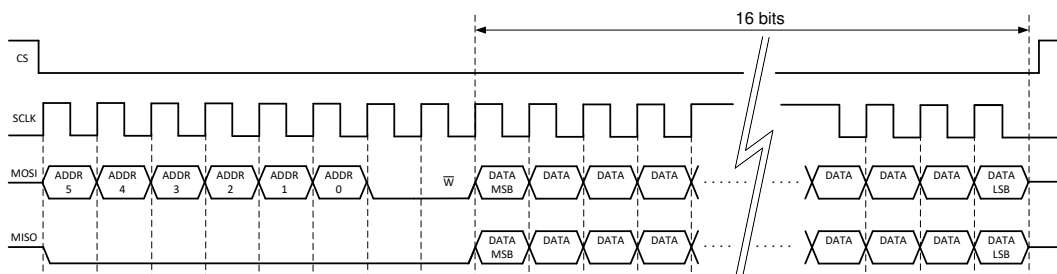 16 bits
CS
SCLK
MOSI ADDR 5 ADDR 4 ADDR 3 ADDR 2 ADDR 1 ADDR 0 W̅ DATA MSB DATA DATA DATA DATA DATA DATA DATA LSB
MISO DATA MSB DATA DATA DATA DATA DATA DATA DATA LSB